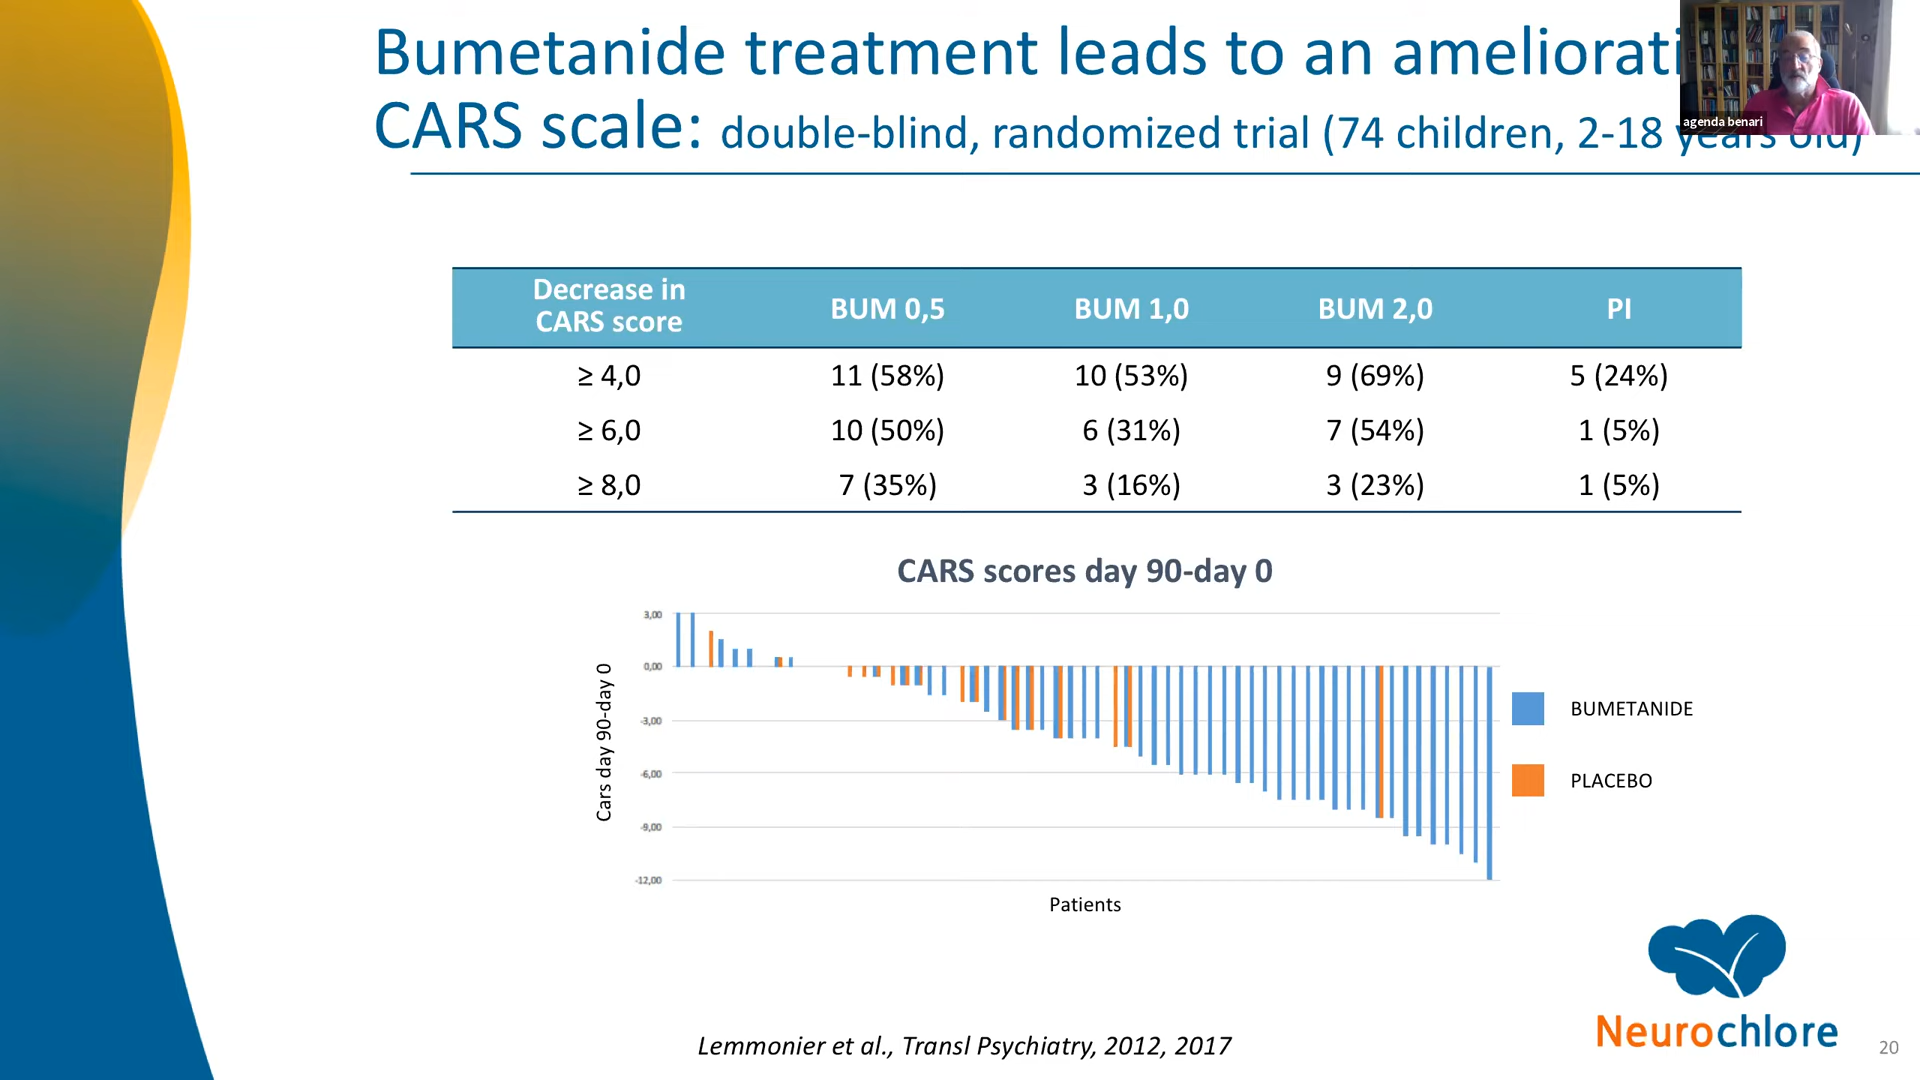 Bumetanide treatment leads to an ameliorati
CARS scale: double-blind, randomized trial (74 children, 2-18 years old)
agenda benari
Decrease in CARS score BUM 0,5 BUM 1,0 BUM 2,0 PI
≥ 4,0 11 (58%) 10 (53%) 9 (69%) 5 (24%)
≥ 6,0 10 (50%) 6 (31%) 7 (54%) 1 (5%)
≥ 8,0 7 (35%) 3 (16%) 3 (23%) 1 (5%)
CARS scores day 90-day 0
Cars day 90-day 0
3,00
0,00
-3,00
-6,00
-9,00
-12,00
Patients
BUMETANIDE
PLACEBO
Lemmonier et al., Transl Psychiatry, 2012, 2017
Neurochlore
20